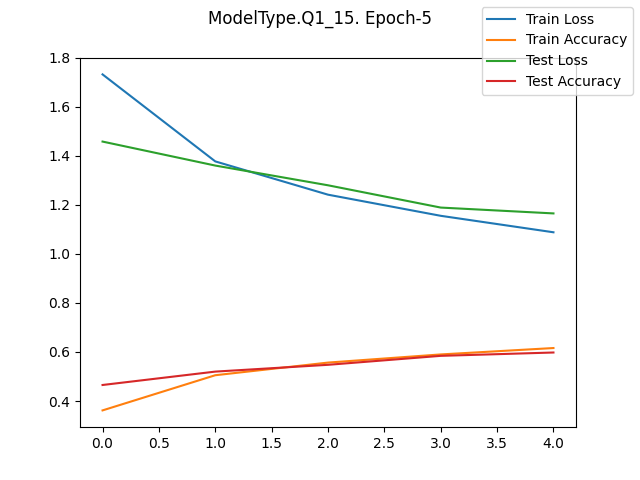 ModelType.Q1_15. Epoch-5
Train Loss
Train Accuracy
Test Loss
Test Accuracy
1.8
1.6
1.4
1.2
1.0
0.8
0.6
0.4
0.0 0.5 1.0 1.5 2.0 2.5 3.0 3.5 4.0